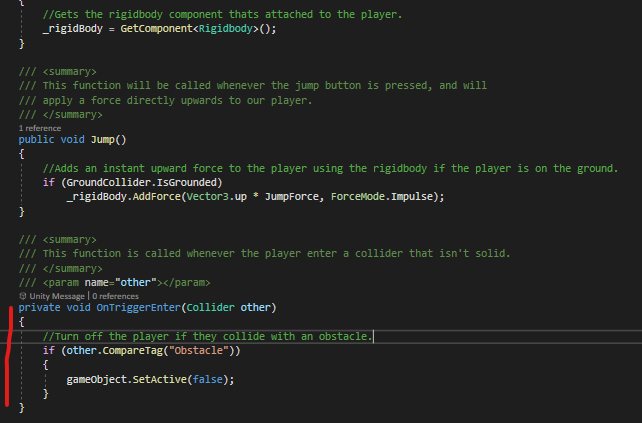 {
//Gets the rigidbody component thats attached to the player.
_rigidBody = GetComponent<Rigidbody>();
}
/// <summary>
/// This function will be called whenever the jump button is pressed, and will
/// apply a force directly upwards to our player.
/// </summary>
1 reference
public void Jump()
{
//Adds an instant upward force to the player using the rigidbody if the player is on the ground.
if (GroundCollider.IsGrounded)
_rigidBody.AddForce(Vector3.up * JumpForce, ForceMode.Impulse);
}
/// <summary>
/// This function is called whenever the player enter a collider that isn't solid.
/// </summary>
/// <param name="other"></param>
Unity Message | 0 references
private void OnTriggerEnter(Collider other)
{
//Turn off the player if they collide with an obstacle.
if (other.CompareTag("Obstacle"))
{
gameObject.SetActive(false);
}
}